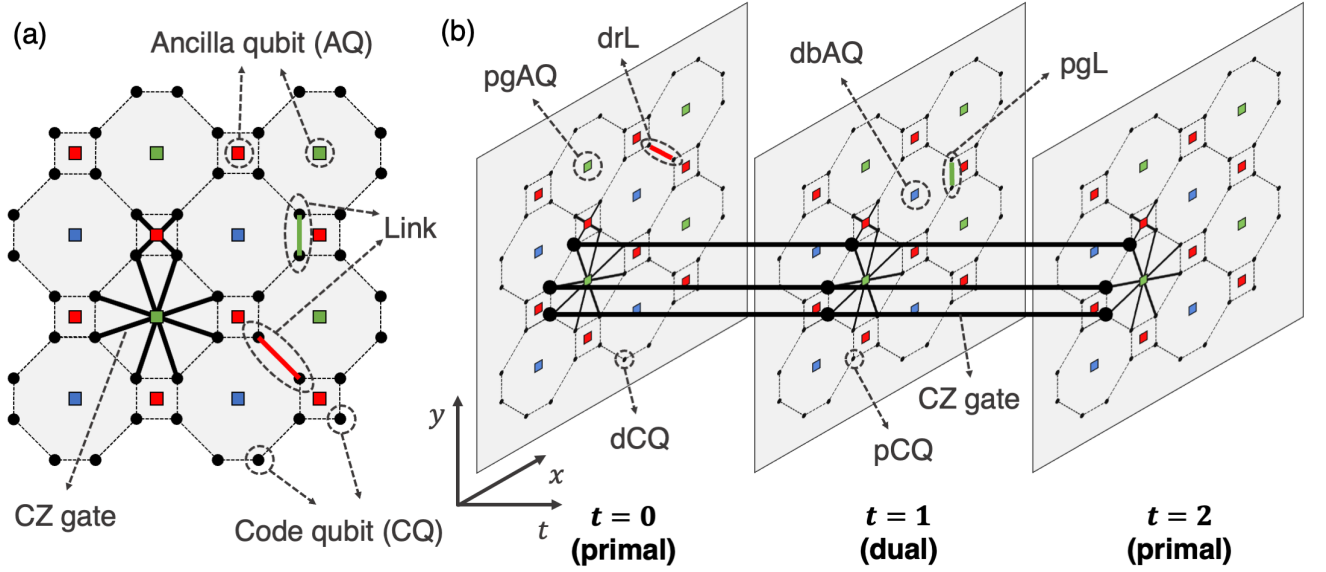 (a)
Ancilla qubit (AQ)
Link
CZ gate
Code qubit (CQ)
(b)
pgAQ
drL
dbAQ
pgL
dCQ
pCQ
CZ gate
y
x
t
t = 0
(primal)
t = 1
(dual)
t = 2
(primal)